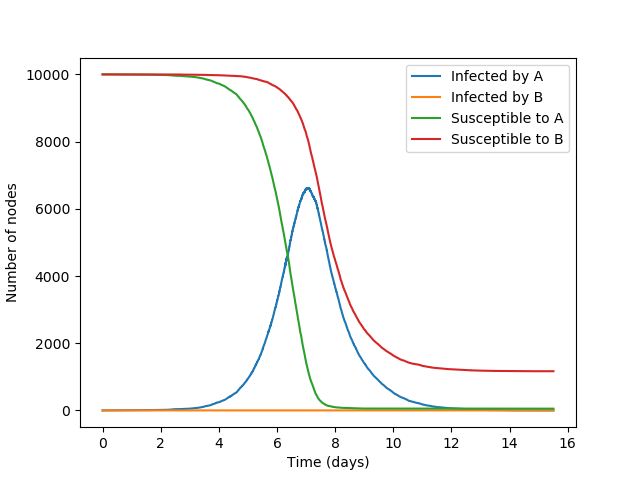 Infected by A
Infected by B
Susceptible to A
Susceptible to B
10000
8000
6000
4000
2000
0
Number of nodes
0 2 4 6 8 10 12 14 16
Time (days)